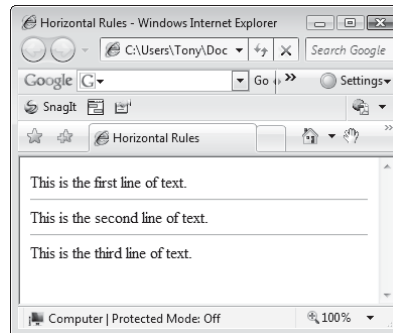 Horizontal Rules - Windows Internet Explorer
C:\Users\Tony\Doc Search Google
Google G Go »
Settings
SnagIt
Horizontal Rules »
This is the first line of text.
This is the second line of text.
This is the third line of text.
Computer | Protected Mode: Off 100%